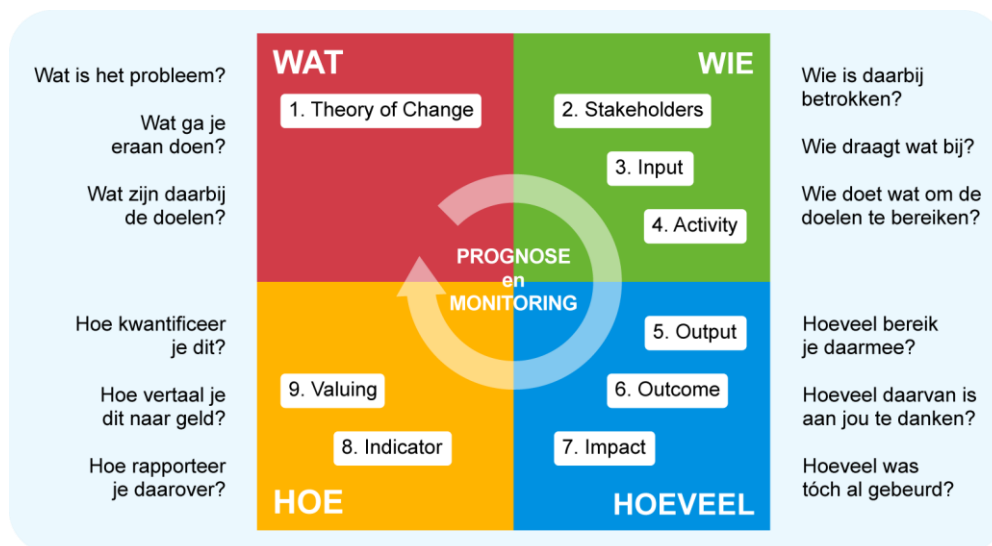 Wat is het probleem?
Wat ga je
eraan doen?
Wat zijn daarbij
de doelen?
WAT
1. Theory of Change
WIE
2. Stakeholders
3. Input
4. Activity
Wie is daarbij
betrokken?
Wie draagt wat bij?
Wie doet wat om de
doelen te bereiken?
PROGNOSE
en
MONITORING
Hoe kwantificeer
je dit?
Hoe vertaal je
dit naar geld?
Hoe rapporteer
je daarover?
9. Valuing
8. Indicator
HOE
5. Output
6. Outcome
7. Impact
HOEVEEL
Hoeveel bereik
je daarmee?
Hoeveel daarvan is
aan jou te danken?
Hoeveel was
tóch al gebeurd?